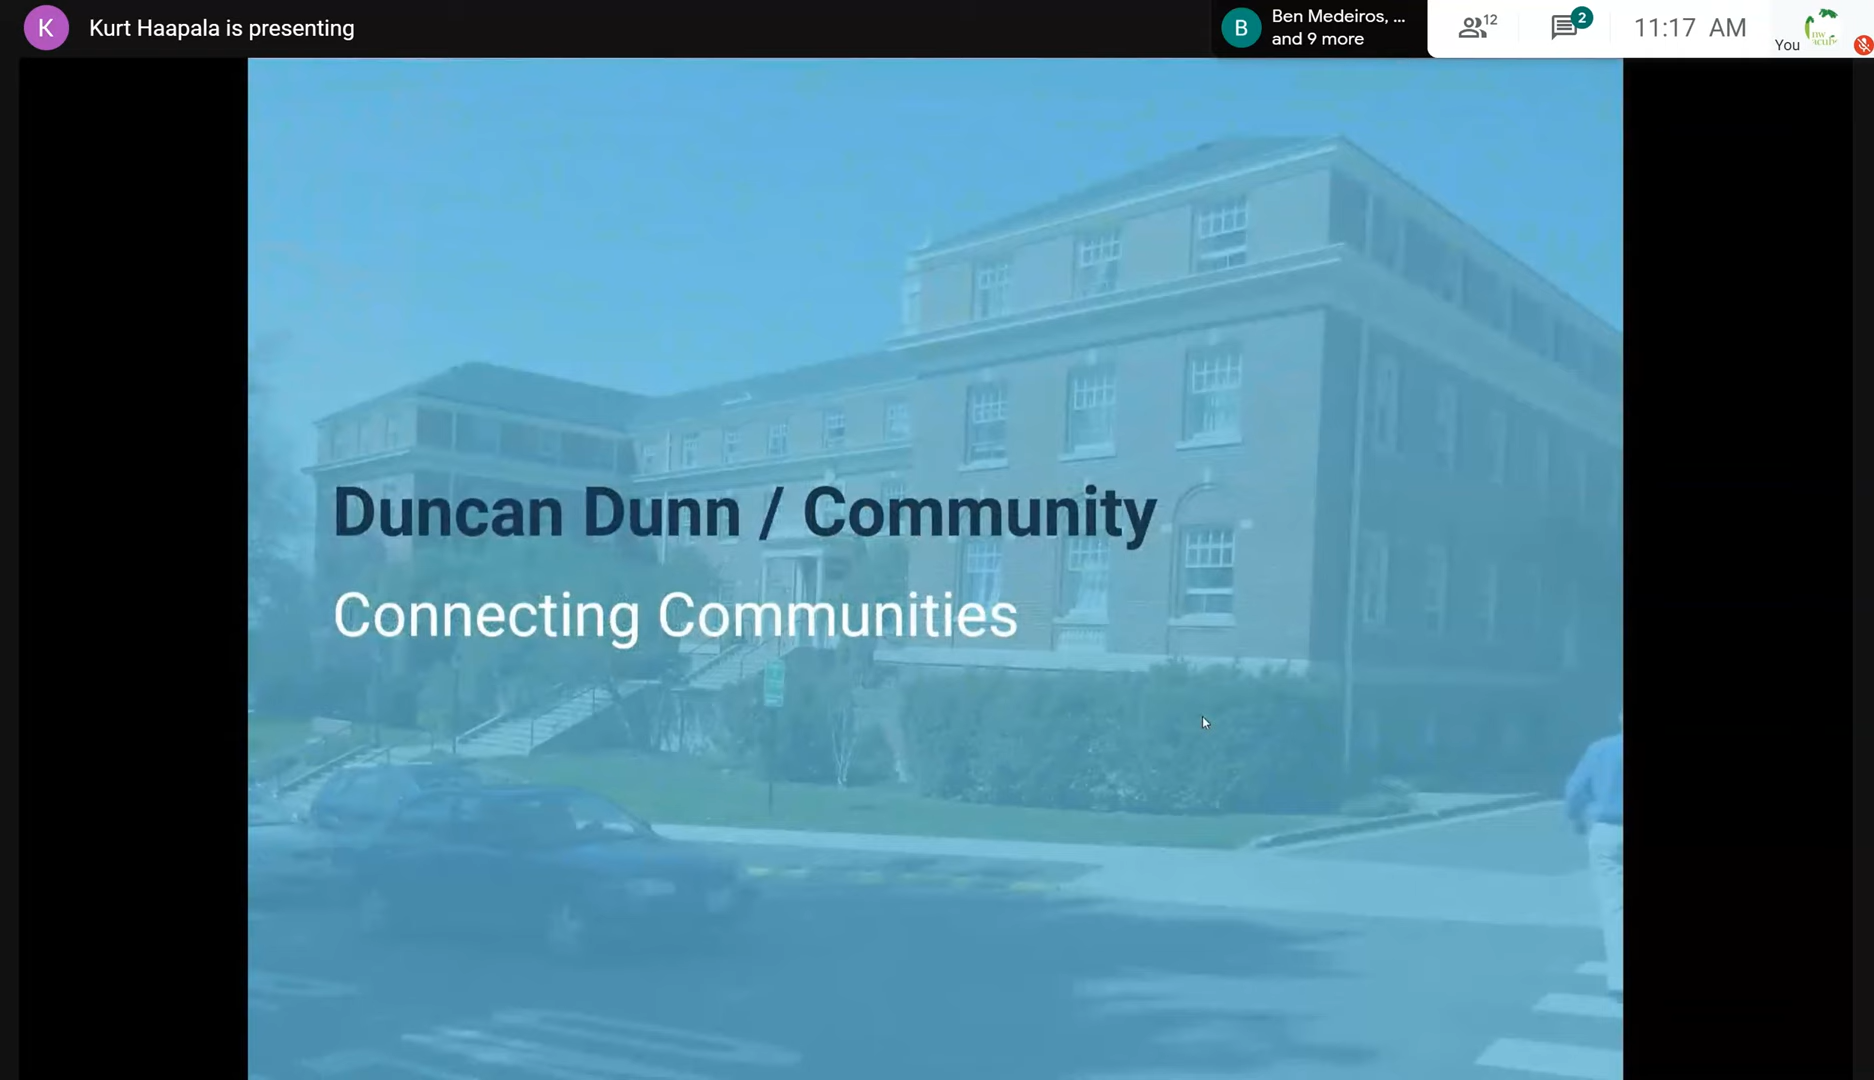 K
Kurt Haapala is presenting
B
Ben Medeiros, ...
and 9 more
12
2
11:17 AM
You
nw
Duncan Dunn / Community
Connecting Communities